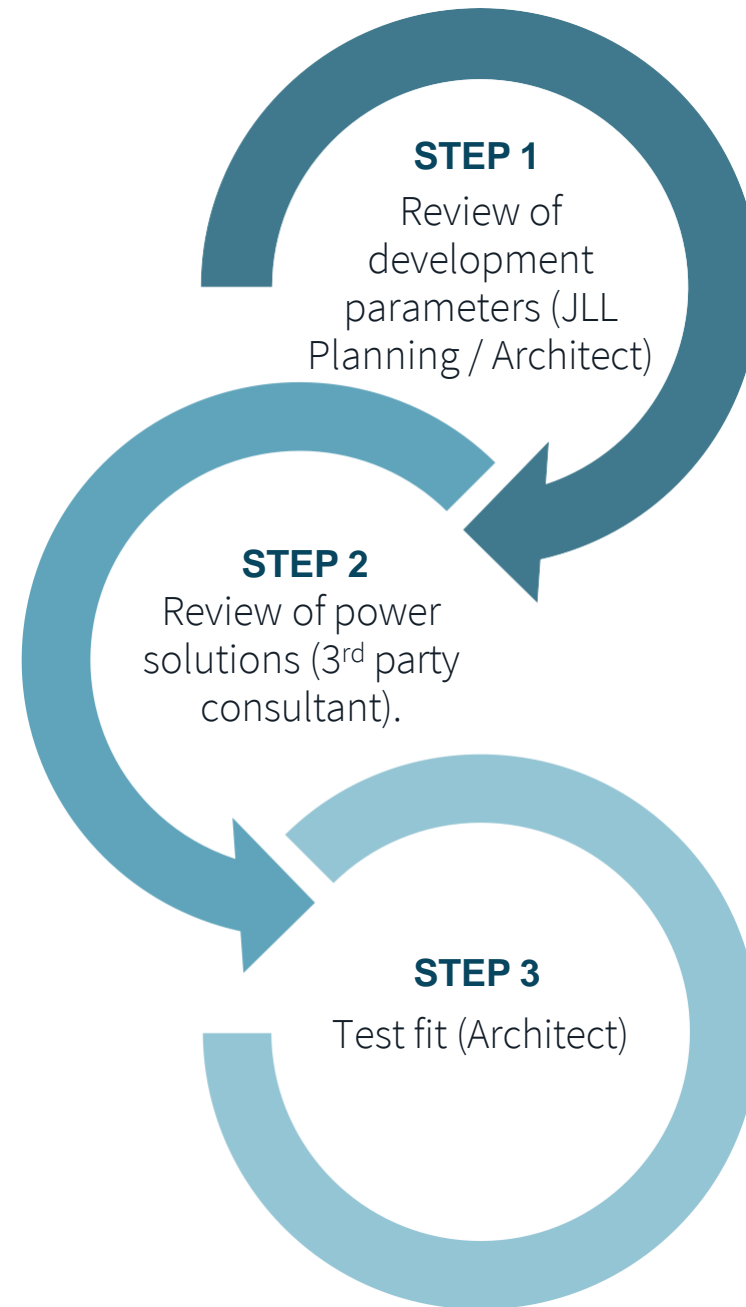 STEP 1
Review of
development
parameters (JLL
Planning / Architect)
STEP 2
Review of power
solutions (3rd party
consultant).
STEP 3
Test fit (Architect)